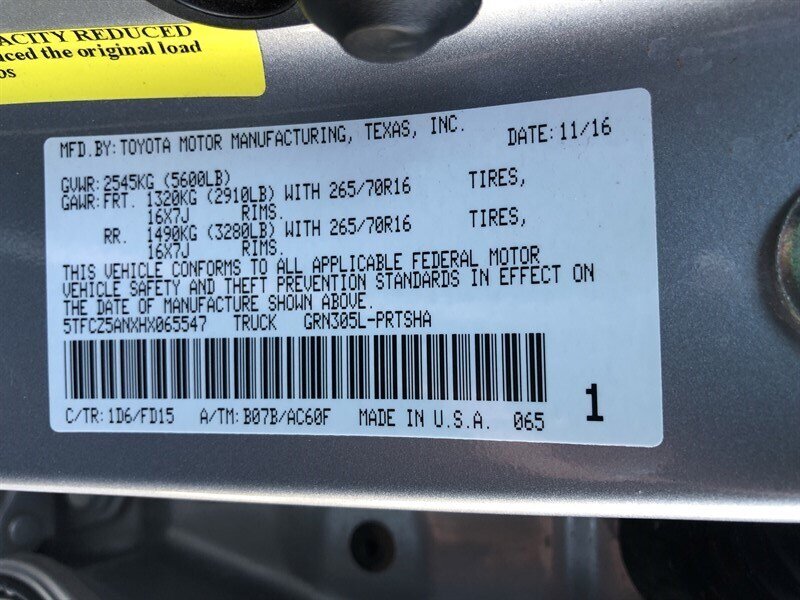 ACITY REDUCED
uced the original load
os
MFD.BY: TOYOTA MOTOR MANUFACTURING, TEXAS, INC. DATE: 11/16
GVWR: 2545KG (5600LB)
GAWR: FRT. 1320KG (2910LB) WITH 265/70R16 TIRES,
16X7J RIMS.
RR. 1490KG (3280LB) WITH 265/70R16 TIRES,
16X7J RIMS.
THIS VEHICLE CONFORMS TO ALL APPLICABLE FEDERAL MOTOR
VEHICLE SAFETY AND THEFT PREVENTION STANDARDS IN EFFECT ON
THE DATE OF MANUFACTURE SHOWN ABOVE.
5TFCZ5ANXHX065547 TRUCK GRN305L-PRTSHA
C/TR: 1D6/FD15 A/TM: B07B/AC60F MADE IN U.S.A. 065 1